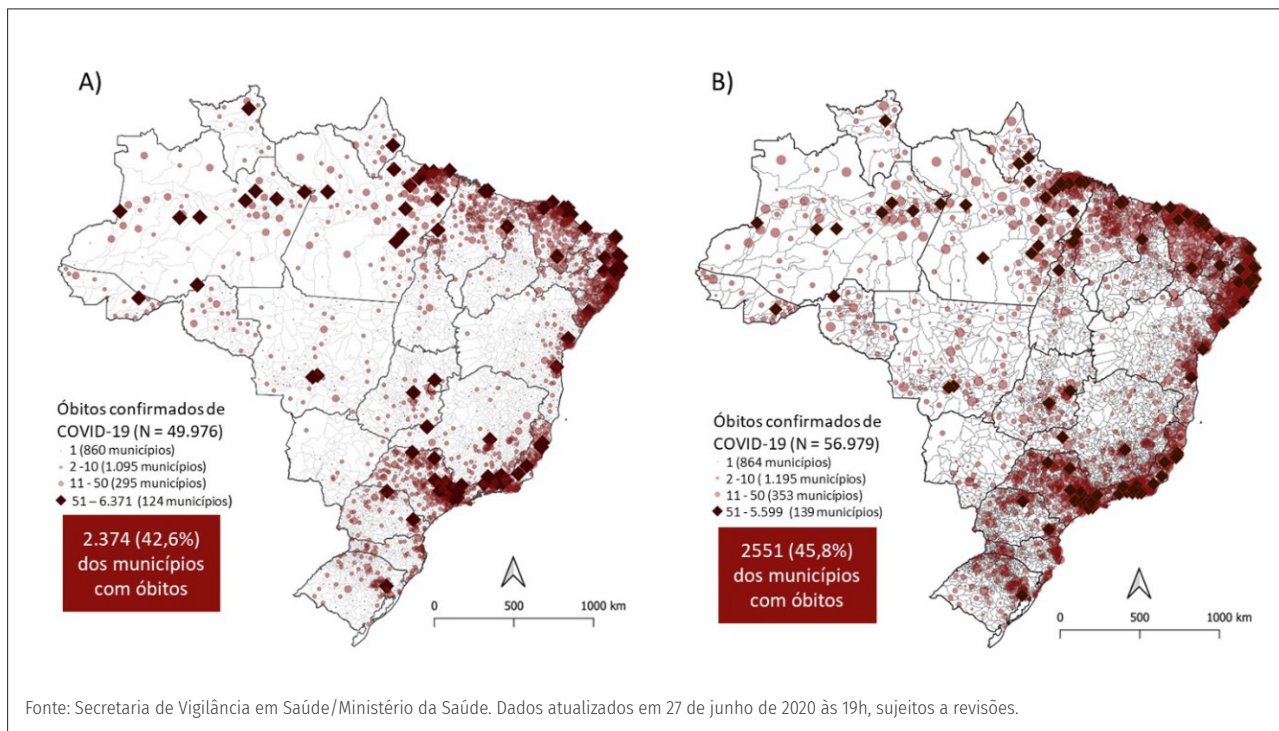 A)
Óbitos confirmados de
COVID-19 (N = 49.976)
1 (860 municípios)
2 -10 (1.095 municípios)
11 - 50 (295 municípios)
51 – 6.371 (124 municípios)
2.374 (42,6%)
dos municípios
com óbitos
0 500 1000 km
B)
Óbitos confirmados de
COVID-19 (N = 56.979)
1 (864 municípios)
2 -10 ( 1.195 municípios)
11 - 50 (353 municípios)
51 - 5.599 (139 municípios)
2551 (45,8%)
dos municípios
com óbitos
0 500 1000 km
Fonte: Secretaria de Vigilância em Saúde/Ministério da Saúde. Dados atualizados em 27 de junho de 2020 às 19h, sujeitos a revisões.